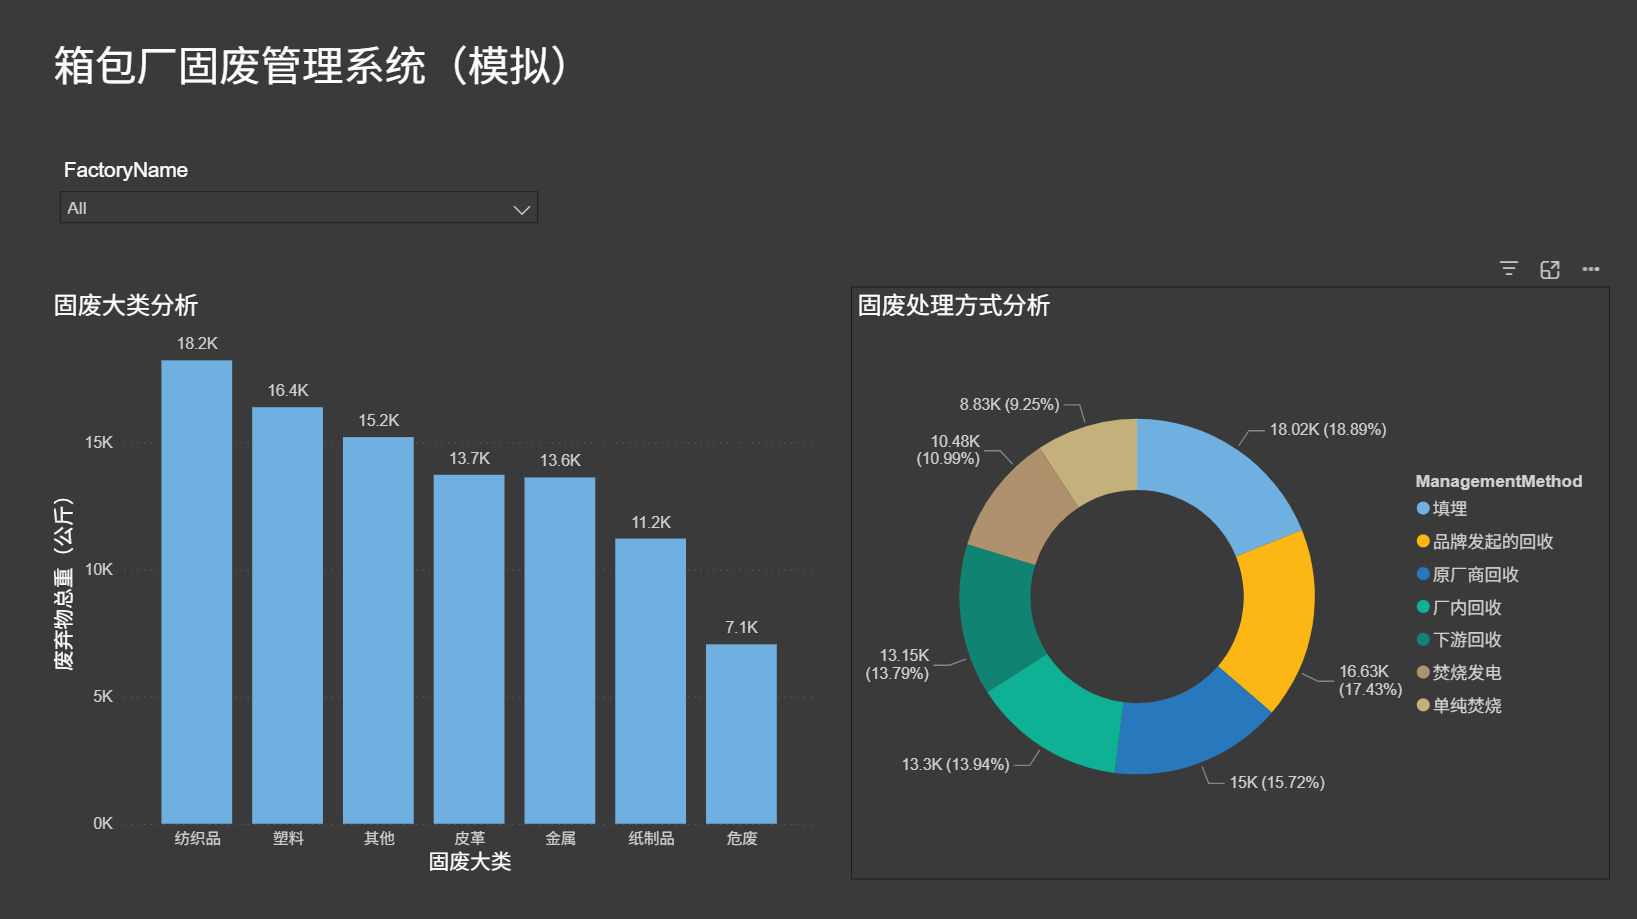 箱包厂固废管理系统（模拟）
FactoryName
All
固废大类分析
18.2K
16.4K
15.2K
13.7K
13.6K
11.2K
7.1K
15K
10K
5K
0K
废弃物总重（公斤）
纺织品
塑料
其他
皮革
金属
纸制品
危废
固废大类
固废处理方式分析
8.83K (9.25%)
18.02K (18.89%)
10.48K
(10.99%)
13.15K
(13.79%)
16.63K
(17.43%)
13.3K (13.94%)
15K (15.72%)
ManagementMethod
填埋
品牌发起的回收
原厂商回收
厂内回收
下游回收
焚烧发电
单纯焚烧